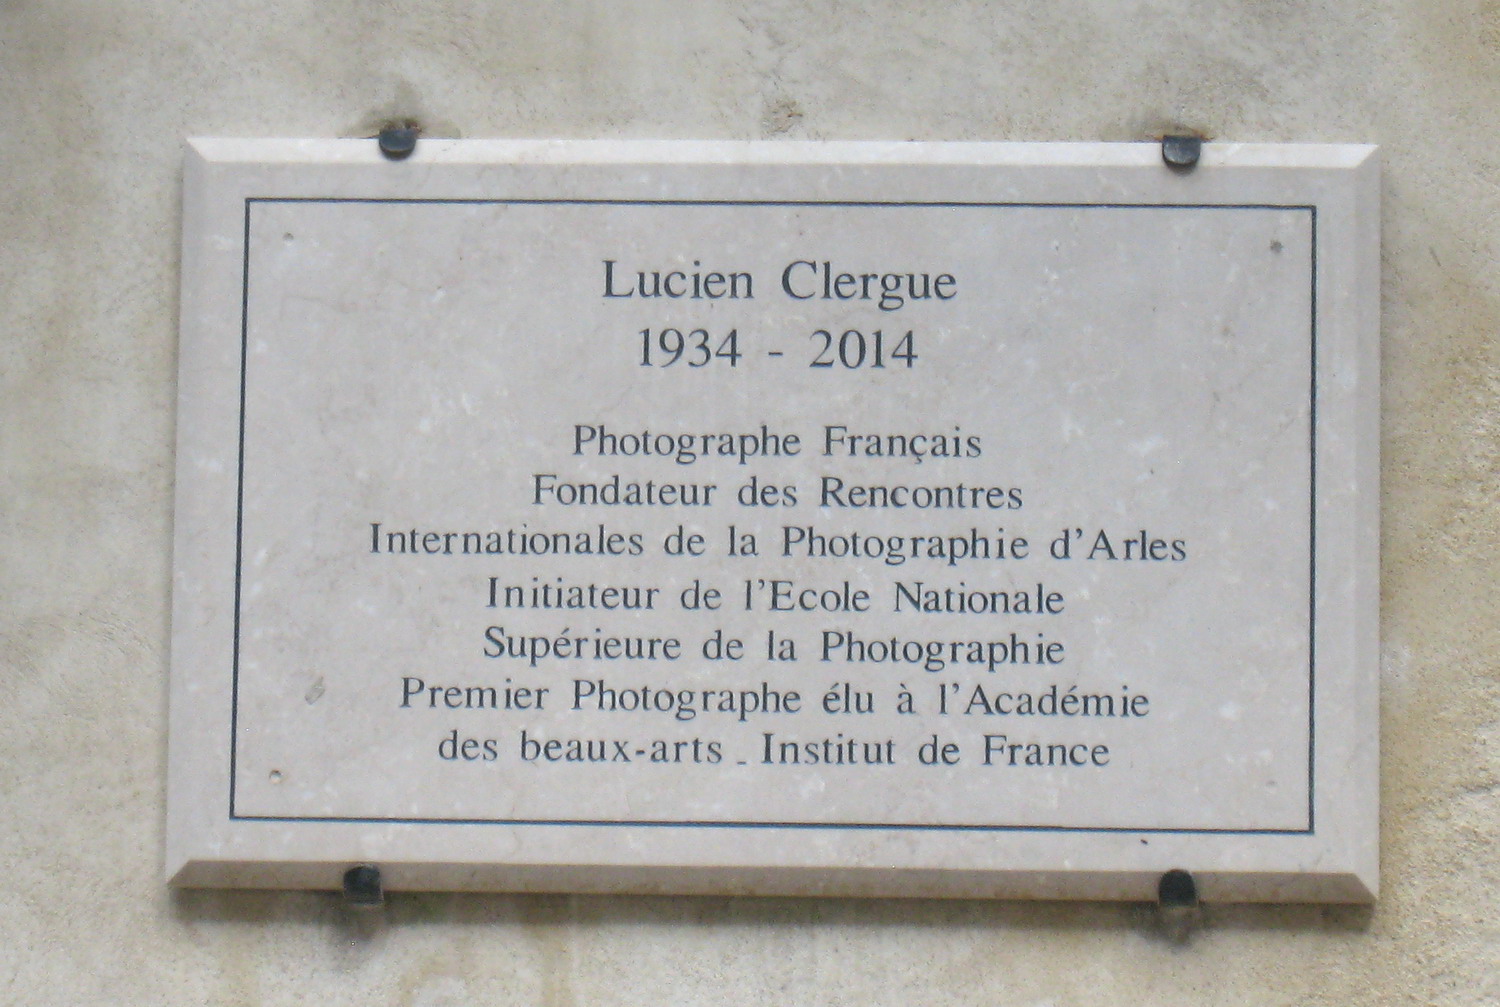 Lucien Clergue
1934 - 2014
Photographe Français
Fondateur des Rencontres
Internationales de la Photographie d'Arles
Initiateur de l'Ecole Nationale
Supérieure de la Photographie
Premier Photographe élu à l'Académie
des beaux-arts - Institut de France